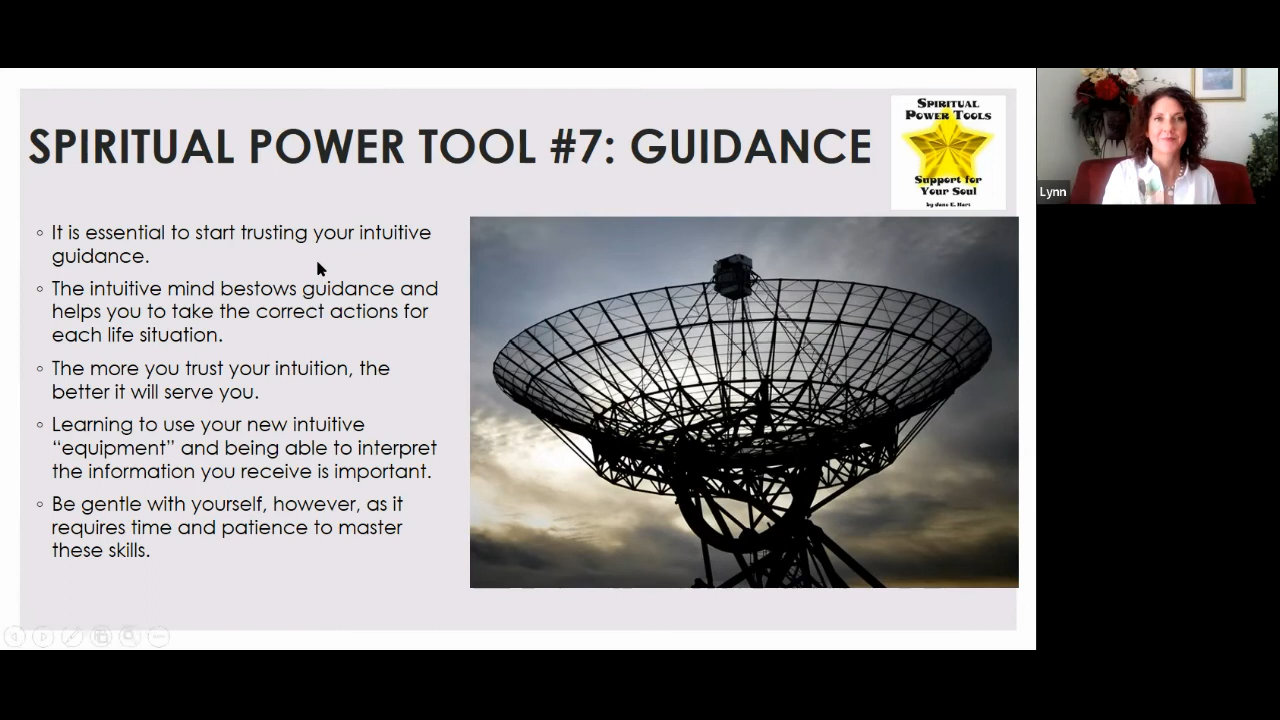 SPIRITUAL POWER TOOL #7: GUIDANCE
SPIRITUAL
POWER TOOLS
Support for
Your Soul
by Jane E. Hart
◦ It is essential to start trusting your intuitive
guidance.
◦ The intuitive mind bestows guidance and
helps you to take the correct actions for
each life situation.
◦ The more you trust your intuition, the
better it will serve you.
◦ Learning to use your new intuitive
“equipment” and being able to interpret
the information you receive is important.
◦ Be gentle with yourself, however, as it
requires time and patience to master
these skills.
Lynn